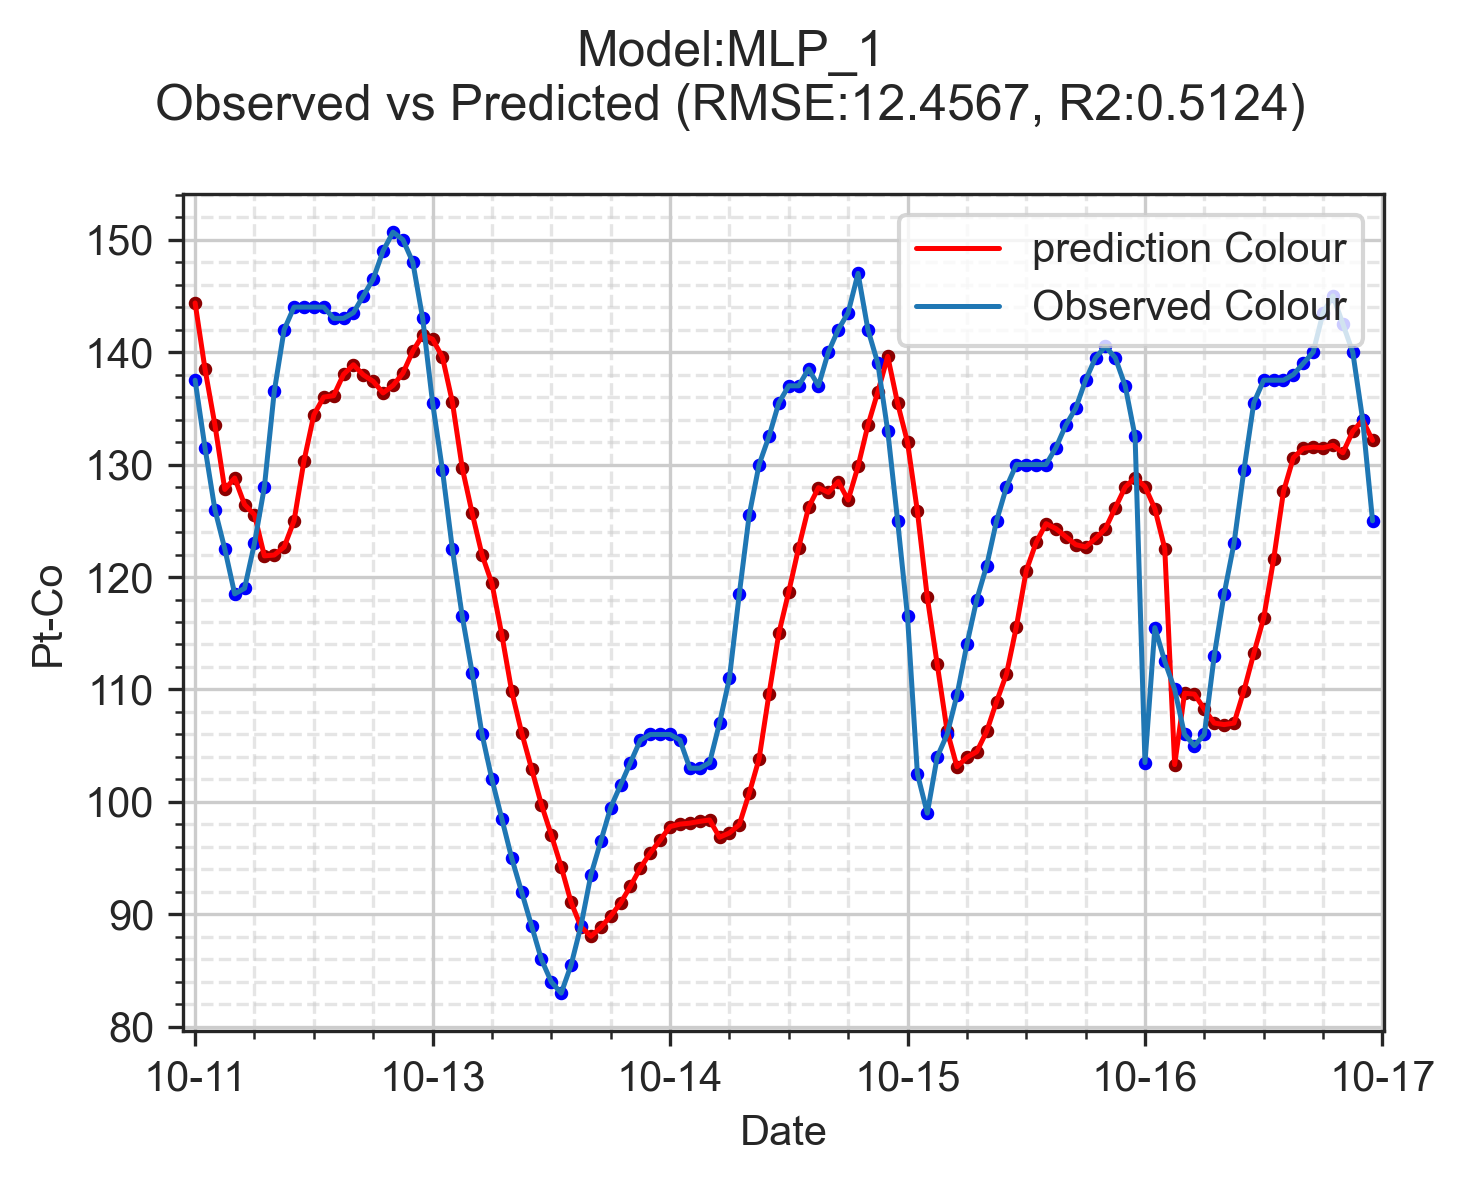 Model:MLP_1
Observed vs Predicted (RMSE:12.4567, R2:0.5124)
prediction Colour
Observed Colour
150
140
130
120
110
100
90
80
Pt-Co
10-11 10-13 10-14 10-15 10-16 10-17
Date